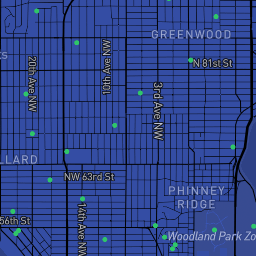 GREENWOOD
N 81st St
20th Ave NW
10th Ave NW
3rd Ave NW
LLARD
NW 63rd St
PHINNEY
RIDGE
14th Ave NW
56th St
Woodland Park Zo